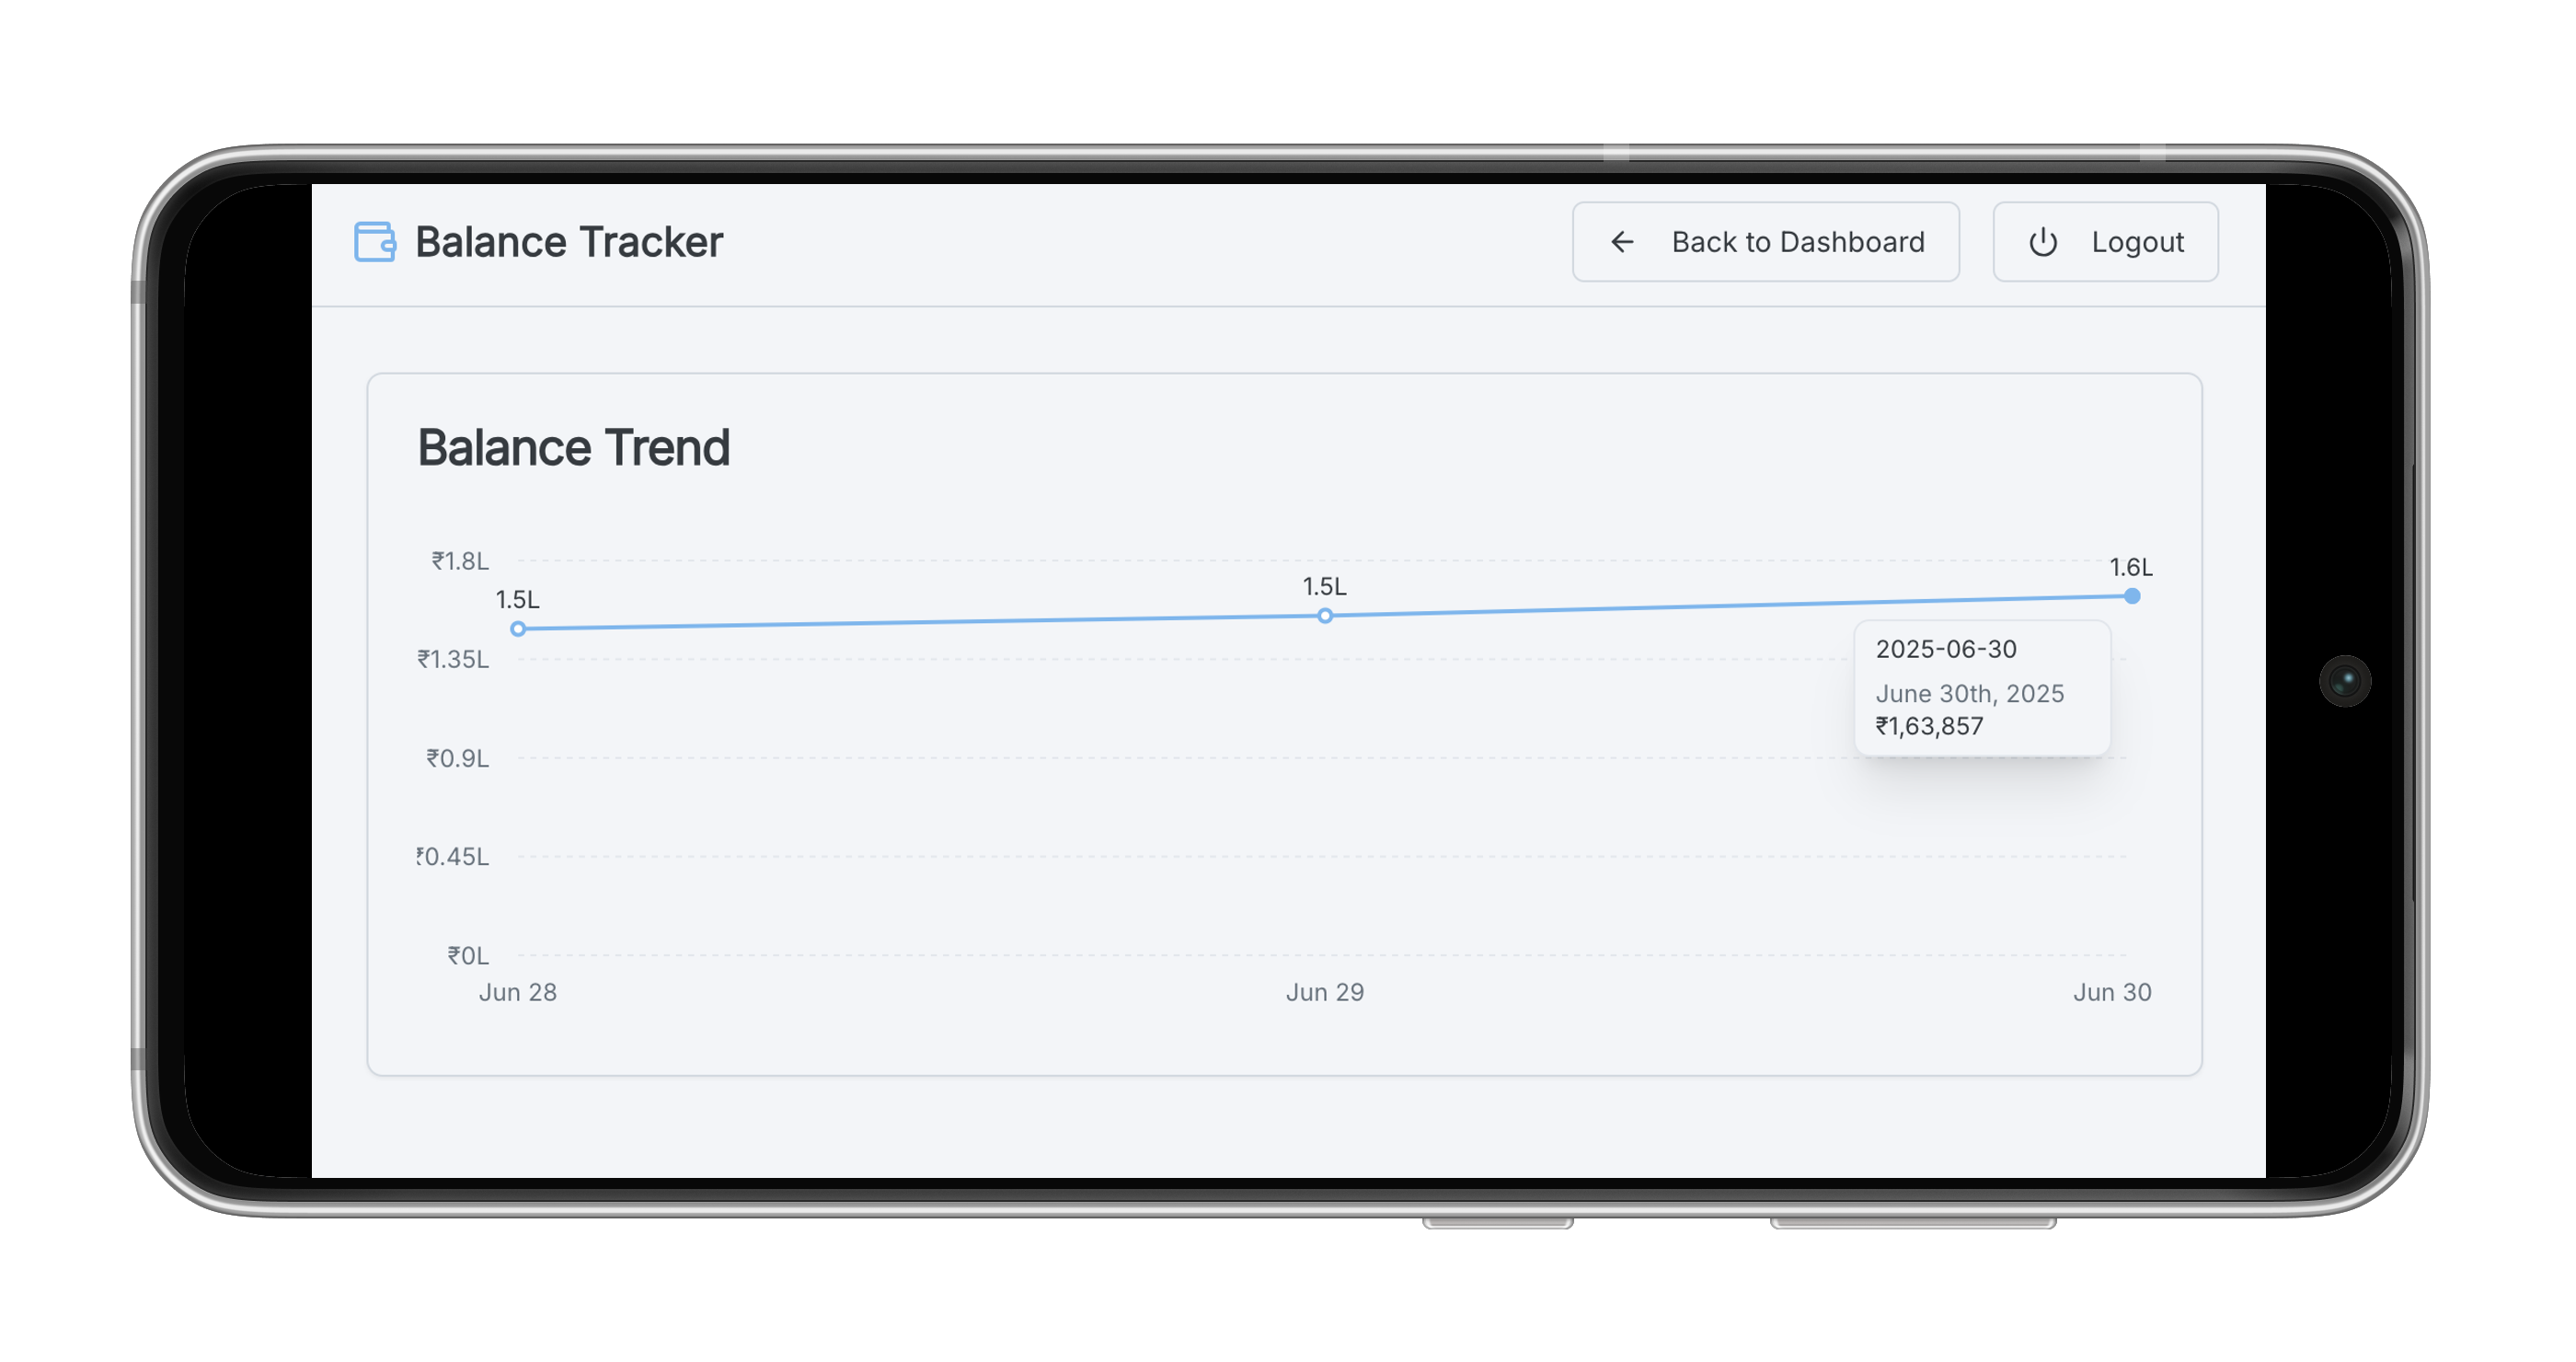 Balance Tracker
Back to Dashboard
Logout
Balance Trend
₹1.8L
1.5L
1.5L
1.6L
₹1.35L
2025-06-30
June 30th, 2025
₹1,63,857
₹0.9L
₹0.45L
₹0L
Jun 28
Jun 29
Jun 30